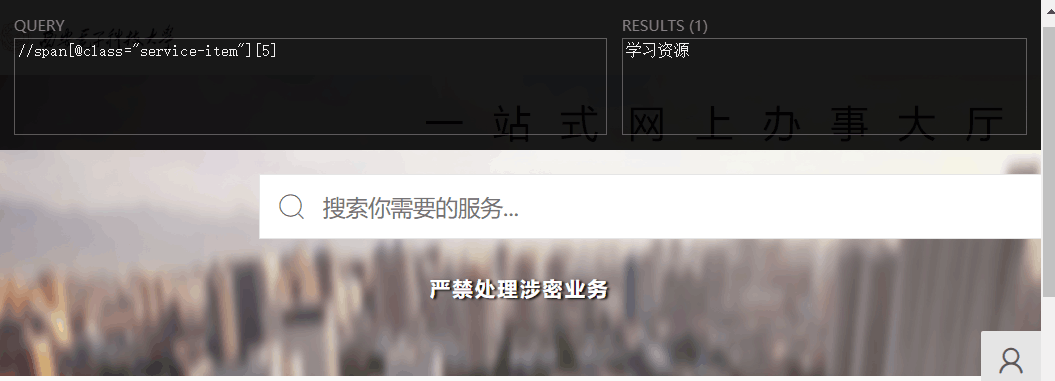 QUERY
RESULTS (1)
//span[@class="service-item"][5]
学习资源
一站式网上办事大厅
搜索你需要的服务...
严禁处理涉密业务